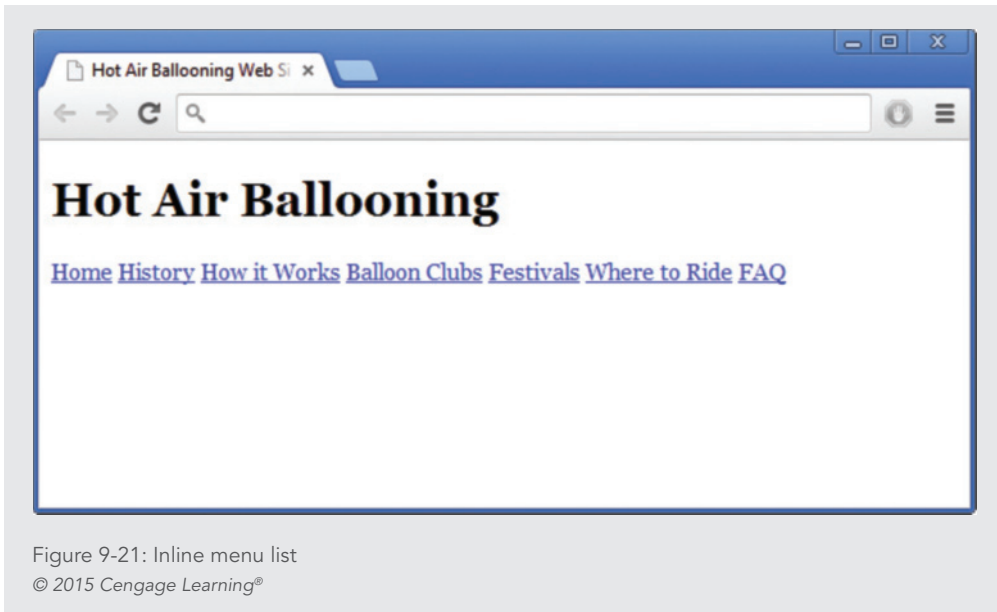 Hot Air Ballooning Web Si
Hot Air Ballooning
Home History How it Works Balloon Clubs Festivals Where to Ride FAQ
Figure 9-21: Inline menu list
© 2015 Cengage Learning®